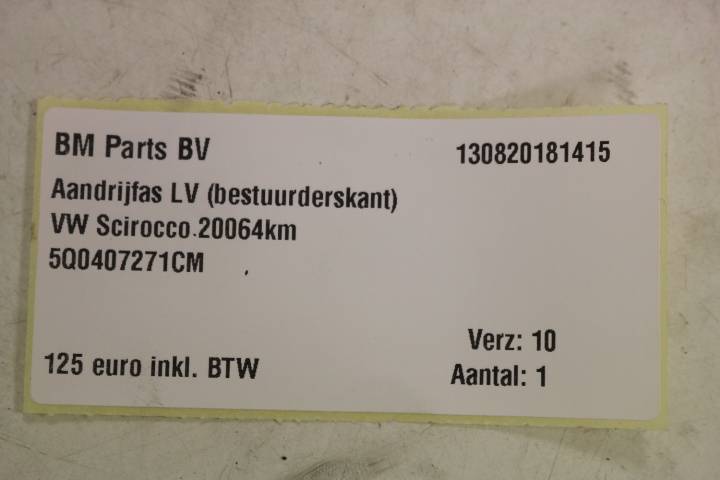 BM Parts BV 130820181415
Aandrijfas LV (bestuurderskant)
VW Scirocco.20064km
5Q0407271CM
Verz: 10
125 euro inkl. BTW Aantal: 1